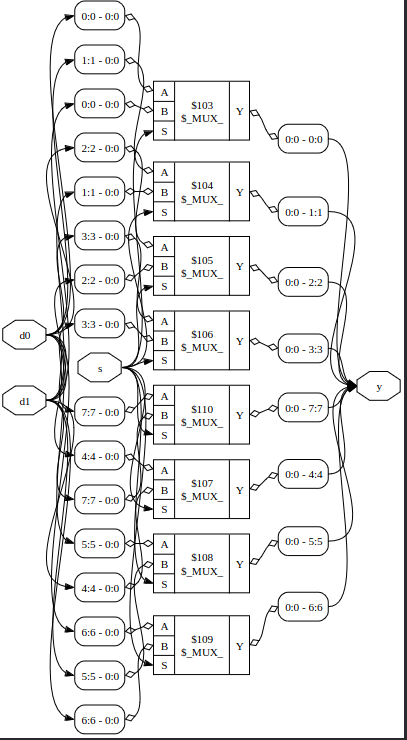 0:0 - 0:0
1:1 - 0:0
0:0 - 0:0
2:2 - 0:0
1:1 - 0:0
3:3 - 0:0
2:2 - 0:0
3:3 - 0:0
7:7 - 0:0
4:4 - 0:0
7:7 - 0:0
5:5 - 0:0
4:4 - 0:0
6:6 - 0:0
5:5 - 0:0
6:6 - 0:0
d0
d1
s
A
B
S
$103
$_MUX_
Y
A
B
S
$104
$_MUX_
Y
A
B
S
$105
$_MUX_
Y
A
B
S
$106
$_MUX_
Y
A
B
S
$110
$_MUX_
Y
A
B
S
$107
$_MUX_
Y
A
B
S
$108
$_MUX_
Y
A
B
S
$109
$_MUX_
Y
0:0 - 0:0
0:0 - 1:1
0:0 - 2:2
0:0 - 3:3
0:0 - 7:7
0:0 - 4:4
0:0 - 5:5
0:0 - 6:6
y